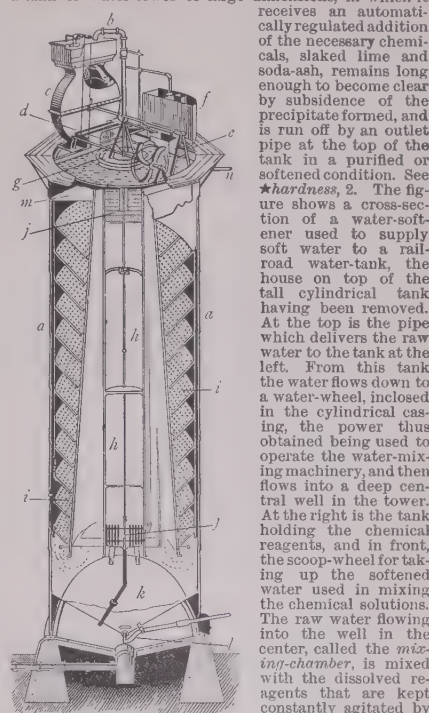 receives an automati-
cally regulated addition
of the necessary chemi-
cals, slaked lime and
soda-ash, remains long
enough to become clear
by subsidence of the
precipitate formed, and
is run off by an outlet
pipe at the top of the
tank in a purified or
softened condition. See
★hardness, 2. The fig-
ure shows a cross-sec-
tion of a water-soft-
ener used to supply
soft water to a rail-
road water-tank, the
house on top of the
tall cylindrical tank
having been removed.
At the top is the pipe
which delivers the raw
water to the tank at the
left. From this tank
the water flows down to
a water-wheel, inclosed
in the cylindrical cas-
ing, the power thus
obtained being used to
operate the water-mix-
ing machinery, and then
flows into a deep cen-
tral well in the tower.
At the right is the tank
holding the chemical
reagents, and in front,
the scoop-wheel for tak-
ing up the softened
water used in mixing
the chemical solutions.
The raw water flowing
into the well in the
center, called the mix-
ing-chamber, is mixed
with the dissolved re-
agents that are kept
constantly agitated by
b
c
f
d
e
g
n
m
j
h
a
a
i
h
i
l
k